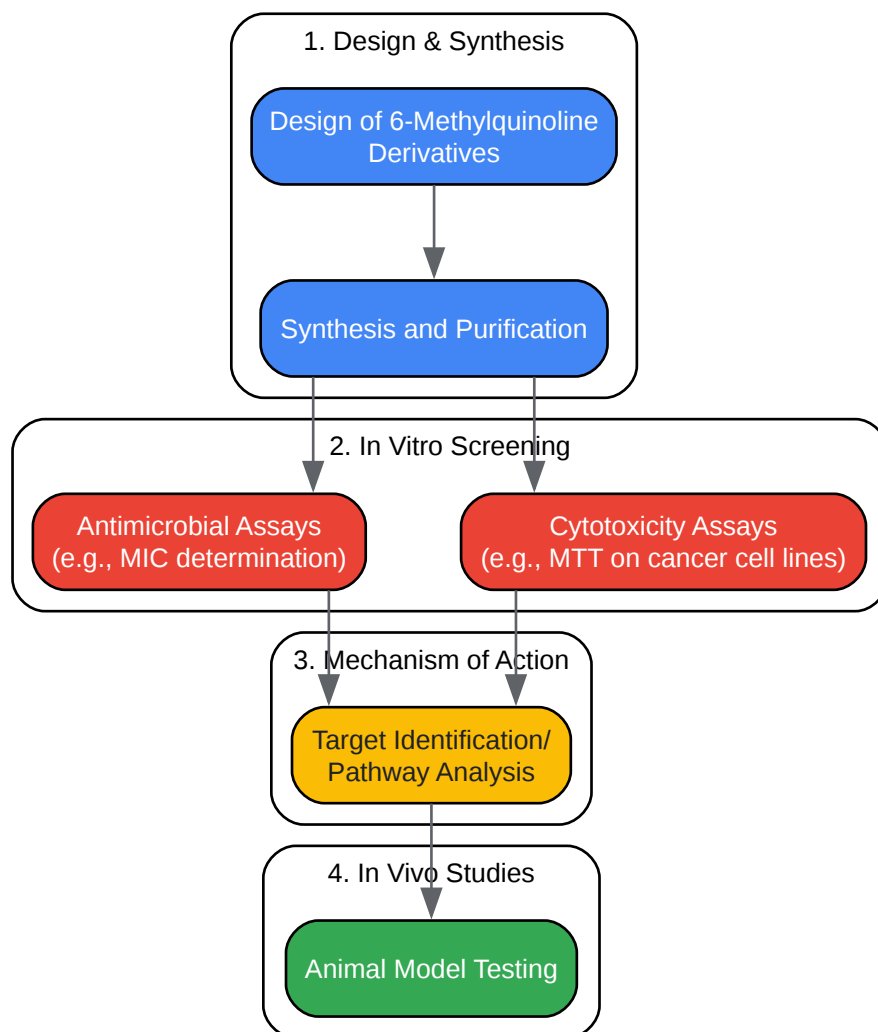 1. Design & Synthesis
Design of 6-Methylquinoline
Derivatives
Synthesis and Purification
2. In Vitro Screening
Antimicrobial Assays
(e.g., MIC determination)
Cytotoxicity Assays
(e.g., MTT on cancer cell lines)
3. Mechanism of Action
Target Identification/
Pathway Analysis
4. In Vivo Studies
Animal Model Testing